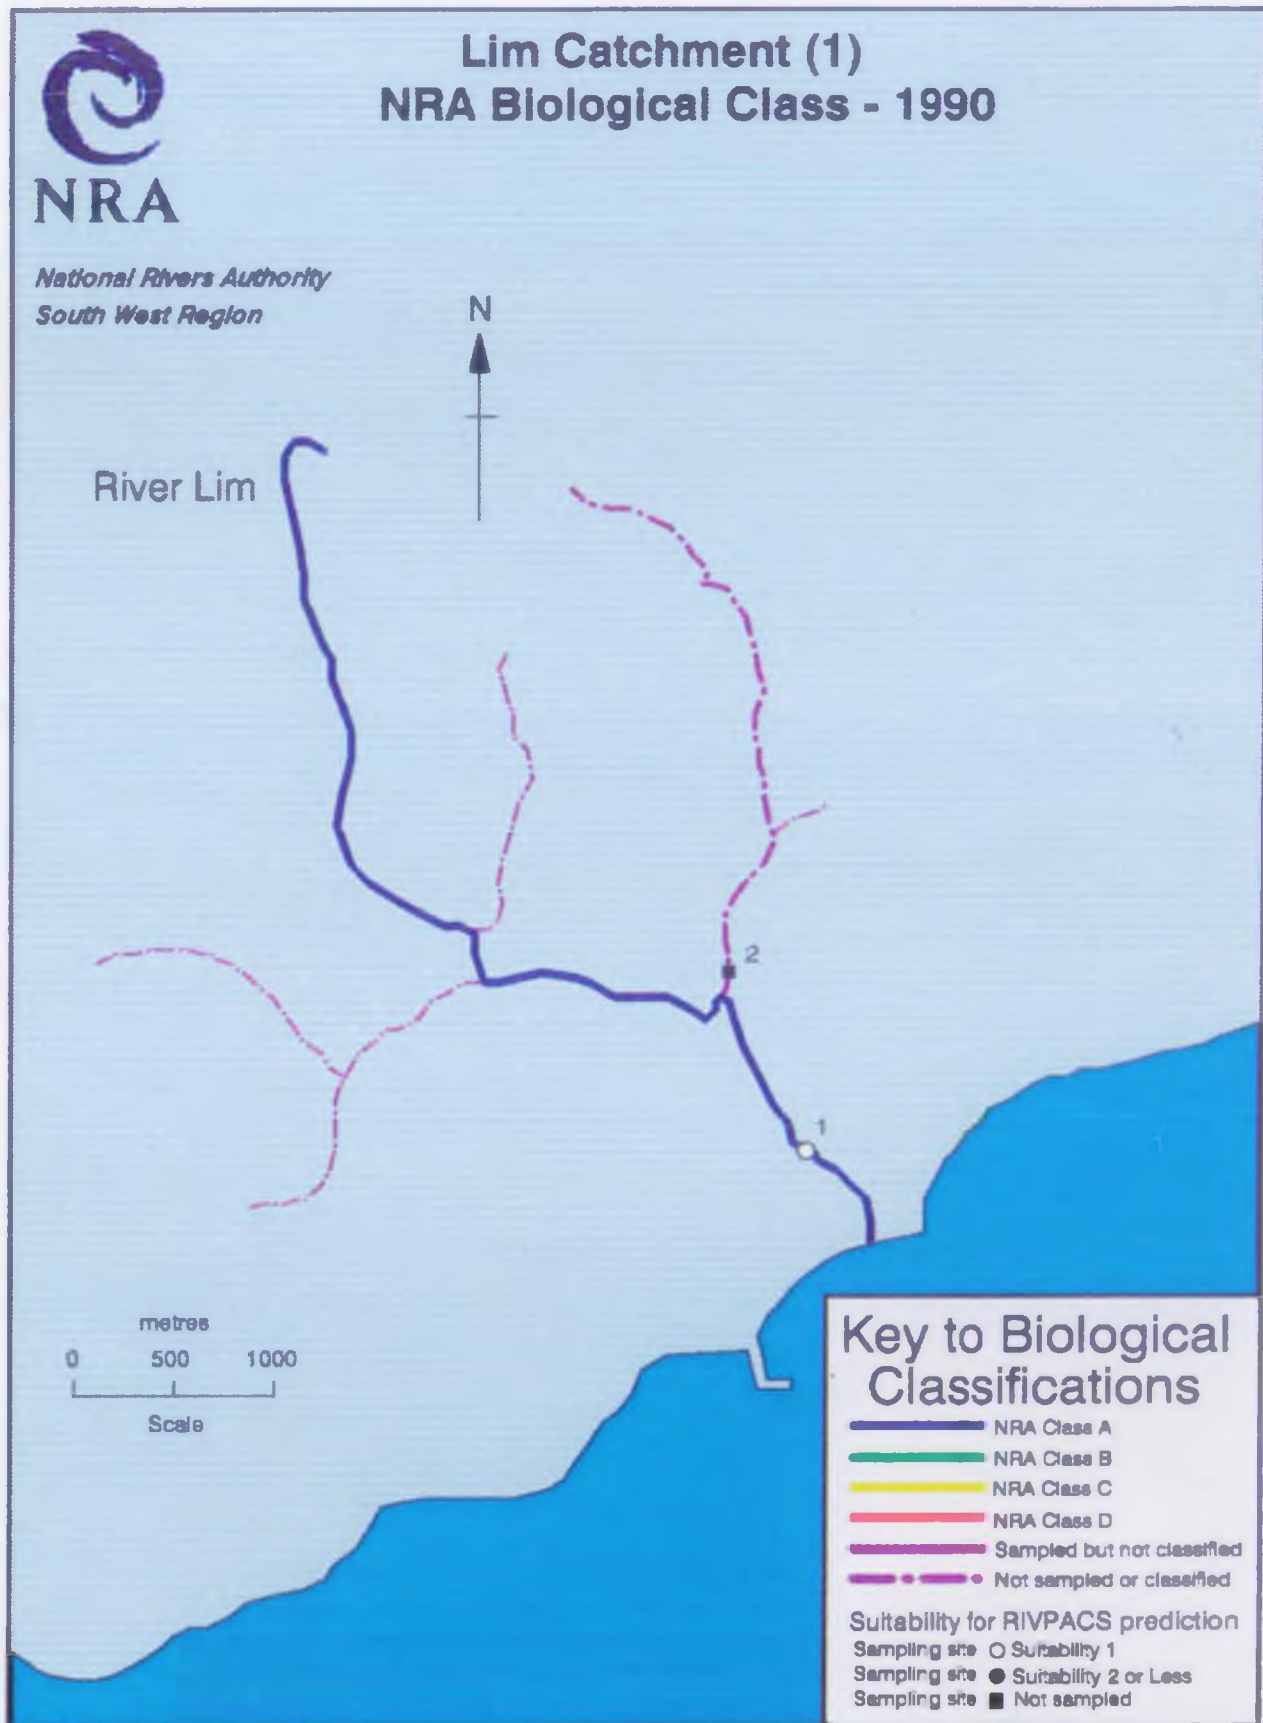 Lim Catchment (1)
NRA Biological Class - 1990
NRA
National Rivers Authority
South West Region
N
River Lim
2
1
metres
0 500 1000
Scale
Key to Biological
Classifications
NRA Class A
NRA Class B
NRA Class C
NRA Class D
Sampled but not classified
Not sampled or classified
Suitability for RIVPACS prediction
Sampling site Suitability 1
Sampling site Suitability 2 or Less
Sampling site Not sampled